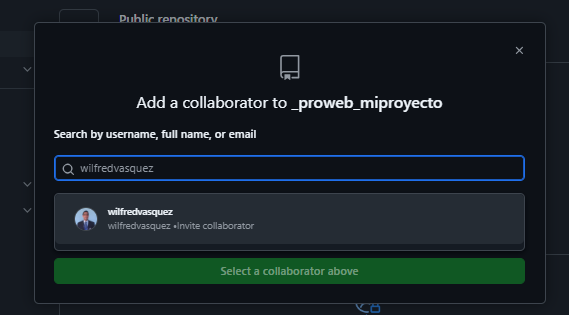 Public repository
Add a collaborator to _proweb_miproyecto
Search by username, full name, or email
wilfredvasquez
wilfredvasquez
wilfredvasquez •Invite collaborator
Select a collaborator above